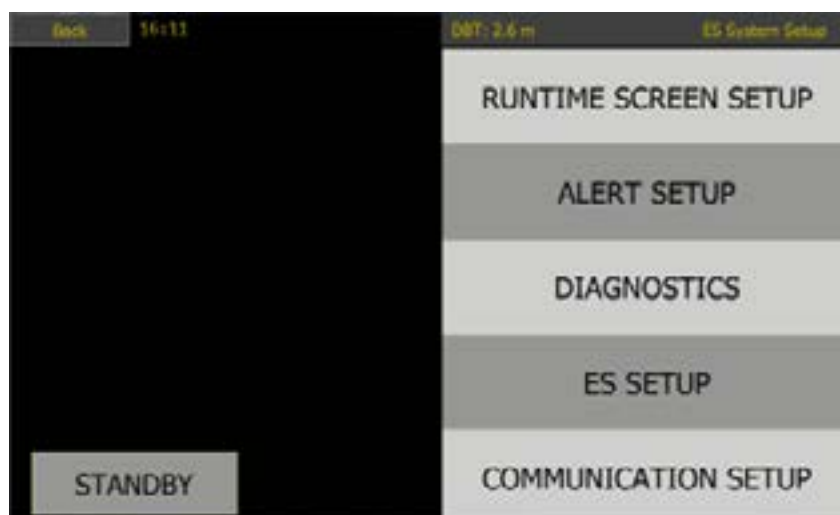 Back 16:11 DBT: 2.6 m ES System Setup
RUNTIME SCREEN SETUP
ALERT SETUP
DIAGNOSTICS
ES SETUP
COMMUNICATION SETUP
STANDBY